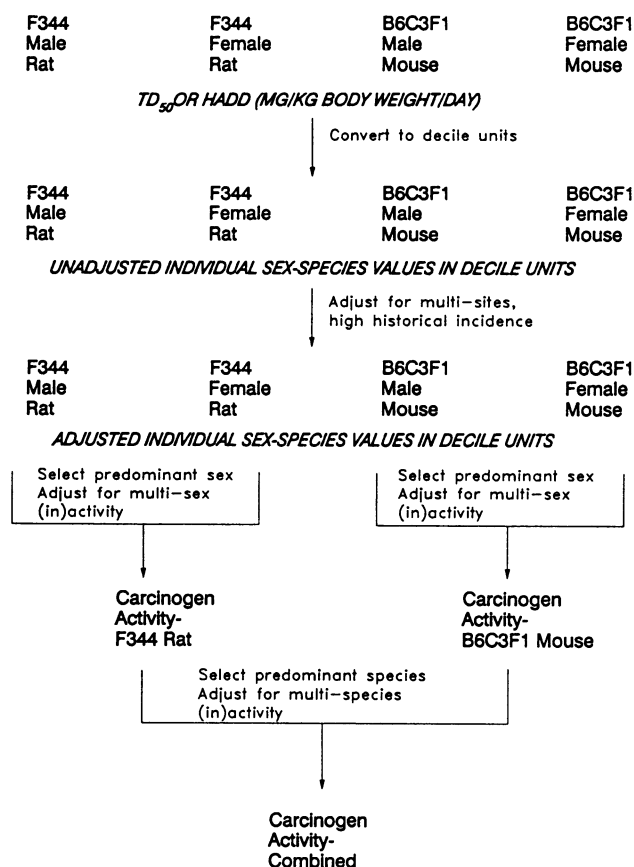 F344 F344 B6C3F1 B6C3F1
Male Female Male Female
Rat Rat Mouse Mouse
TD50 OR HADD (MG/KG BODY WEIGHT/DAY)
Convert to decile units
F344 F344 B6C3F1 B6C3F1
Male Female Male Female
Rat Rat Mouse Mouse
UNADJUSTED INDIVIDUAL SEX-SPECIES VALUES IN DECILE UNITS
Adjust for multi-sites,
high historical incidence
F344 F344 B6C3F1 B6C3F1
Male Female Male Female
Rat Rat Mouse Mouse
ADJUSTED INDIVIDUAL SEX-SPECIES VALUES IN DECILE UNITS
Select predominant sex
Adjust for multi-sex
(in)activity
Select predominant sex
Adjust for multi-sex
(in)activity
Carcinogen
Activity-
F344 Rat
Carcinogen
Activity-
B6C3F1 Mouse
Select predominant species
Adjust for multi-species
(in)activity
Carcinogen
Activity-
Combined